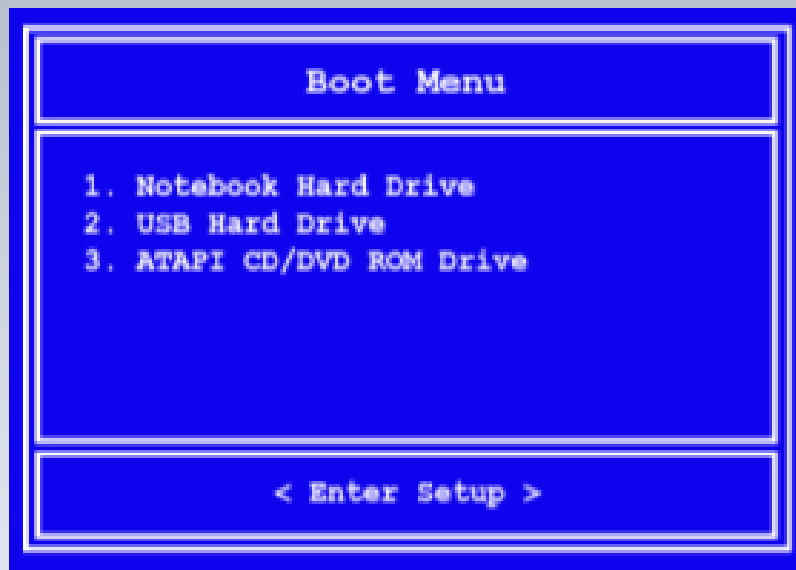 Boot Menu
1. Notebook Hard Drive
2. USB Hard Drive
3. ATAPI CD/DVD ROM Drive
< Enter Setup >